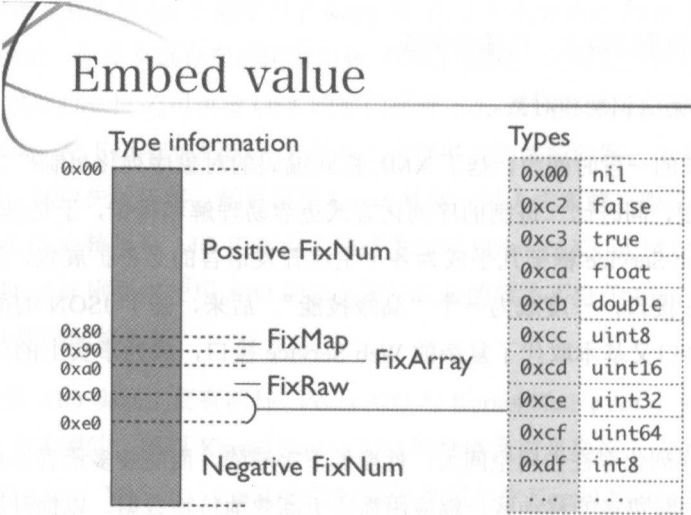 Embed value
Type information
0x00
Positive FixNum
0x80
FixMap
0x90
FixArray
0xa0
FixRaw
0xc0
0xe0
Negative FixNum
Types
0x00 nil
0xc2 false
0xc3 true
0xca float
0xcb double
0xcc uint8
0xcd uint16
0xce uint32
0xcf uint64
0xdf int8
...